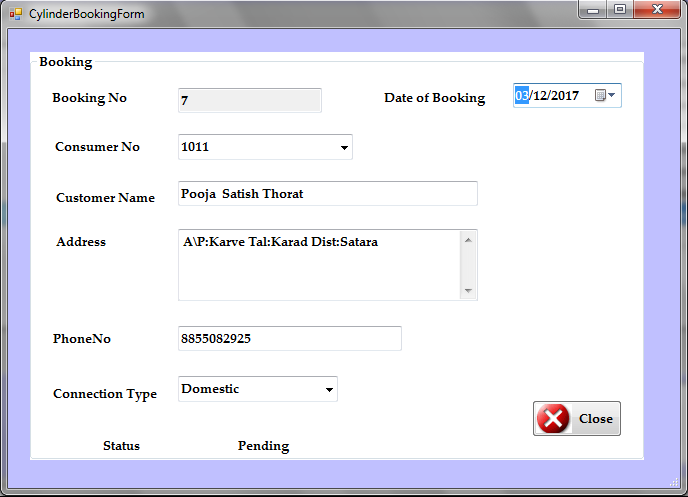 CylinderBookingForm
Booking
Booking No 7 Date of Booking 03/12/2017
Consumer No 1011
Customer Name Pooja  Satish Thorat
Address A\P:Karve Tal:Karad Dist:Satara
PhoneNo 8855082925
Connection Type Domestic
Close
Status Pending